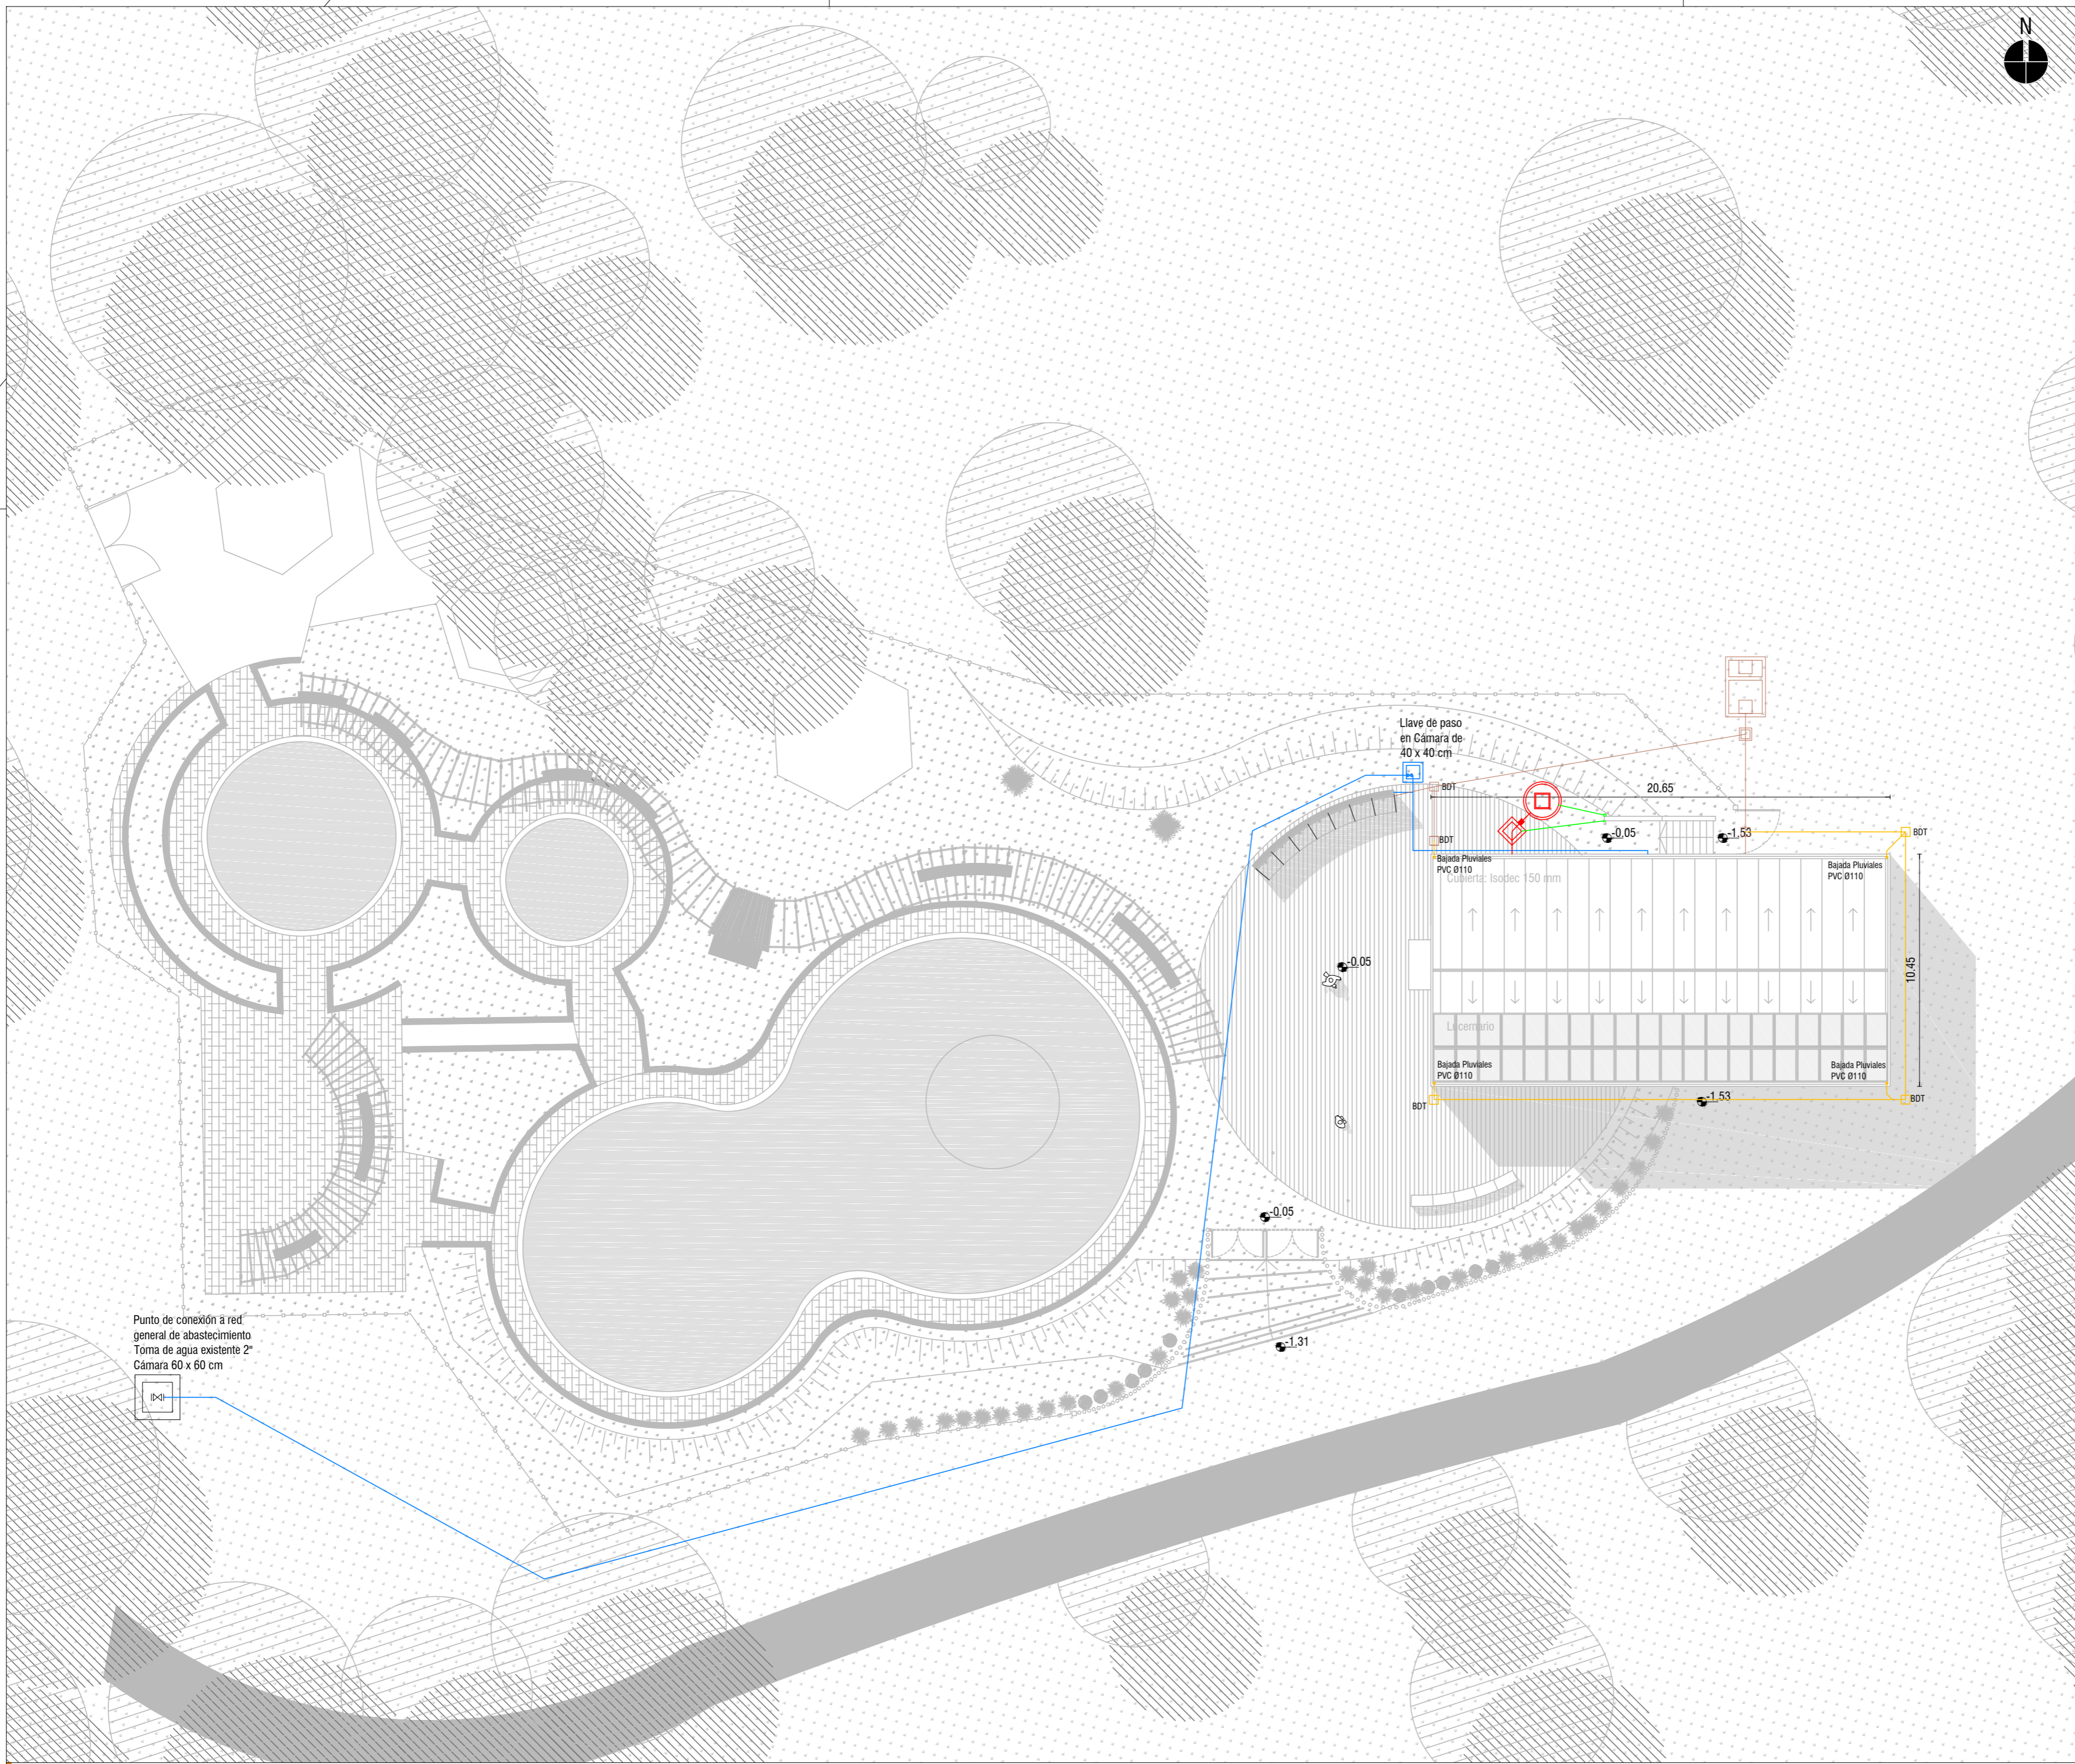 N
Llave de paso
en Cámara de
40 x 40 cm
BDT
20.65
BDT
-0.05
-1.53
BDT
Bajada Pluviales
PVC Ø110
Bajada Pluviales
PVC Ø110
Cubierta: Isodec 150 mm
-0.05
10.45
Lucernario
Bajada Pluviales
PVC Ø110
Bajada Pluviales
PVC Ø110
BDT
-1.53
BDT
-0.05
-1.31
Punto de conexión a red
general de abastecimiento
Toma de agua existente 2"
Cámara 60 x 60 cm